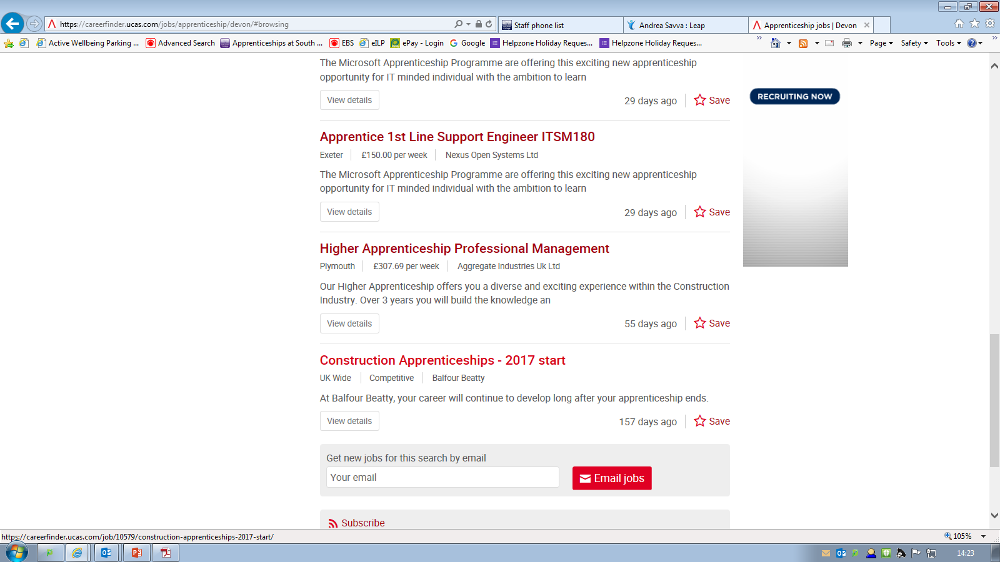 https://careerfinder.ucas.com/jobs/apprenticeship/devon/#browsing
Staff phone list
Andrea Savva : Leap
Apprenticeship jobs | Devon
Active Wellbeing Parking ...
Advanced Search
Apprenticeships at South ...
EBS
eILP
ePay - Login
Google
Helpzone Holiday Reques...
Helpzone Holiday Reques...
Page
Safety
Tools
The Microsoft Apprenticeship Programme are offering this exciting new apprenticeship
opportunity for IT minded individual with the ambition to learn
View details
29 days ago
Save
RECRUITING NOW
Apprentice 1st Line Support Engineer ITSM180
Exeter £150.00 per week Nexus Open Systems Ltd
The Microsoft Apprenticeship Programme are offering this exciting new apprenticeship
opportunity for IT minded individual with the ambition to learn
View details
29 days ago
Save
Higher Apprenticeship Professional Management
Plymouth £307.69 per week Aggregate Industries Uk Ltd
Our Higher Apprenticeship offers you a diverse and exciting experience within the Construction
Industry. Over 3 years you will build the knowledge an
View details
55 days ago
Save
Construction Apprenticeships - 2017 start
UK Wide Competitive Balfour Beatty
At Balfour Beatty, your career will continue to develop long after your apprenticeship ends.
View details
157 days ago
Save
Get new jobs for this search by email
Your email
Email jobs
Subscribe
https://careerfinder.ucas.com/job/10579/construction-apprenticeships-2017-start/
105%
14:23